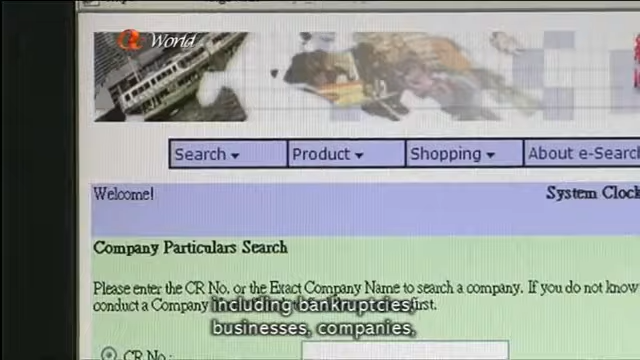 World
Search
Product
Shopping
About e-Search
Welcome!
System Clock
Company Particulars Search
Please enter the CR No. or the Exact Company Name to search a company. If you do not know
conduct a Company
first.
including bankruptcies,
businesses, companies,
CR No.: